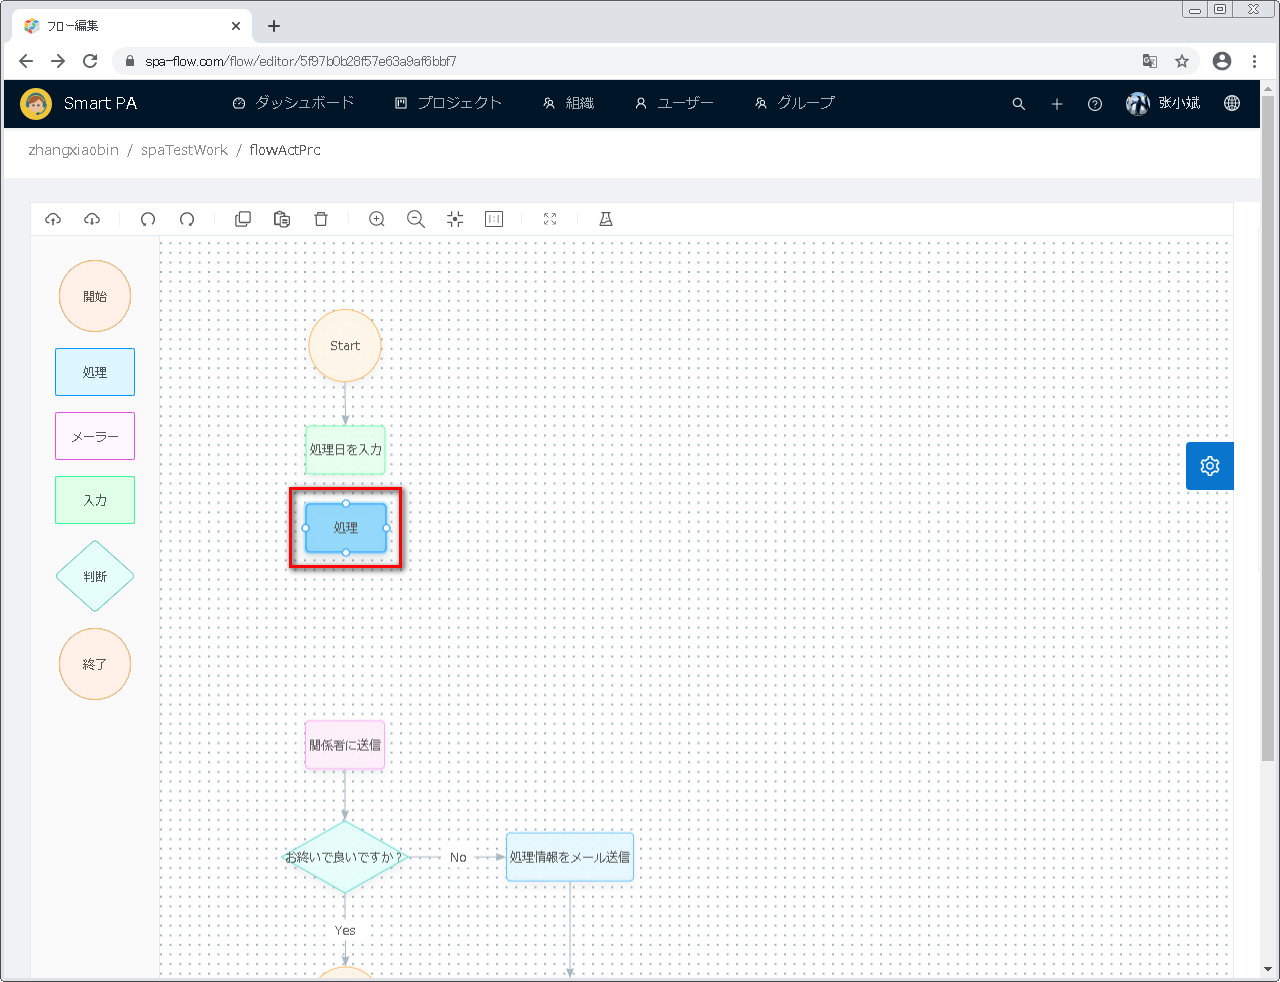 フロー編集
spa-flow.com/flow/editor/5f97b0b28f57e63a9af6bbf7
Smart PA
ダッシュボード
プロジェクト
組織
ユーザー
グループ
张小斌
zhangxiaobin / spaTestWork / flowActPrc
開始
処理
メーラー
入力
判断
終了
Start
処理日を入力
処理
関係者に送信
お終いで良いですか？
No
処理情報をメール送信
Yes